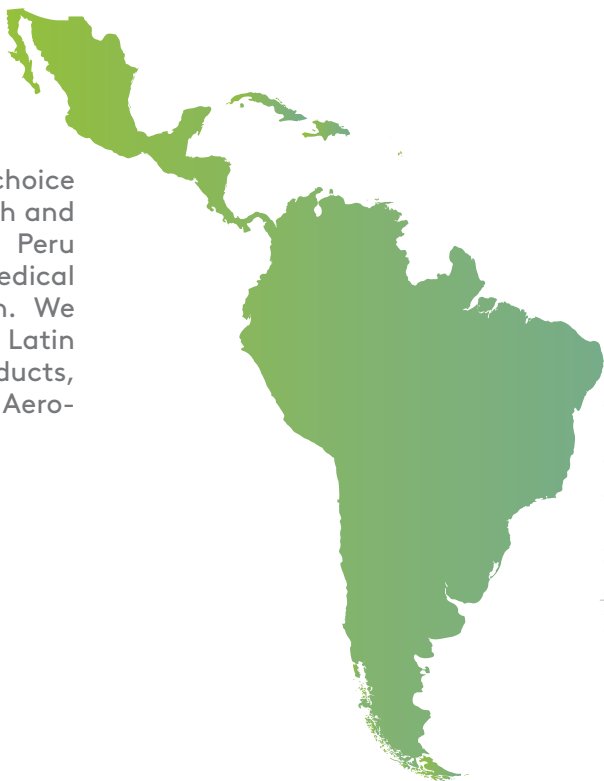 choice
h and
Peru
edical
n. We
Latin
ducts,
Aero-